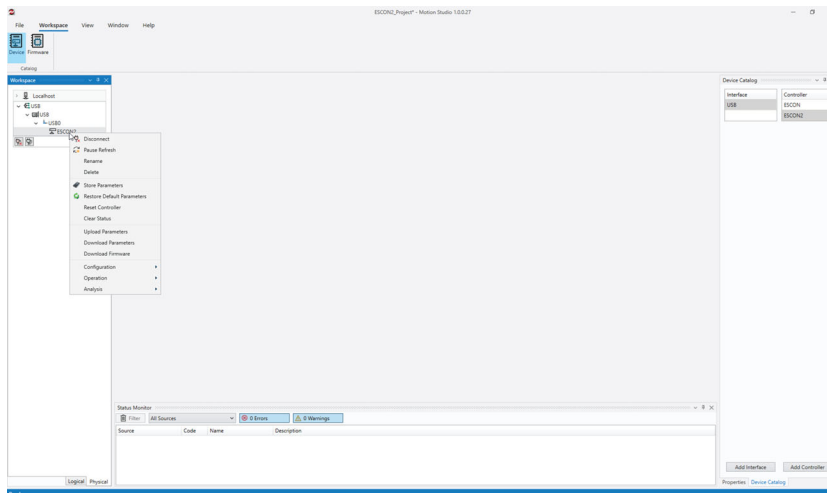 ESCON2_Project* - Motion Studio 1.0.0.27
File Workspace View Window Help
Device Firmware
Catalog
Workspace
Localhost
USB
USB
USB0
ESCON2
Disconnect
Pause Refresh
Rename
Delete
Store Parameters
Restore Default Parameters
Reset Controller
Clear Status
Upload Parameters
Download Parameters
Download Firmware
Configuration
Operation
Analysis
Logical Physical
Status Monitor
Filter All Sources 0 Errors 0 Warnings
Source Code Name Description
Device Catalog
Interface Controller
USB ESCON
ESCON2
Add Interface Add Controller
Properties Device Catalog